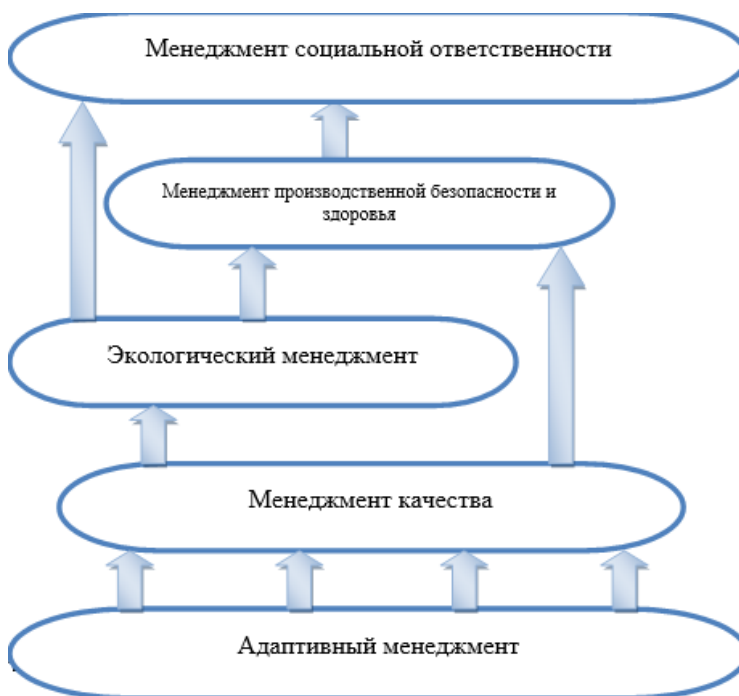 Менеджмент социальной ответственности
Менеджмент производственной безопасности и
здоровья
Экологический менеджмент
Менеджмент качества
Адаптивный менеджмент